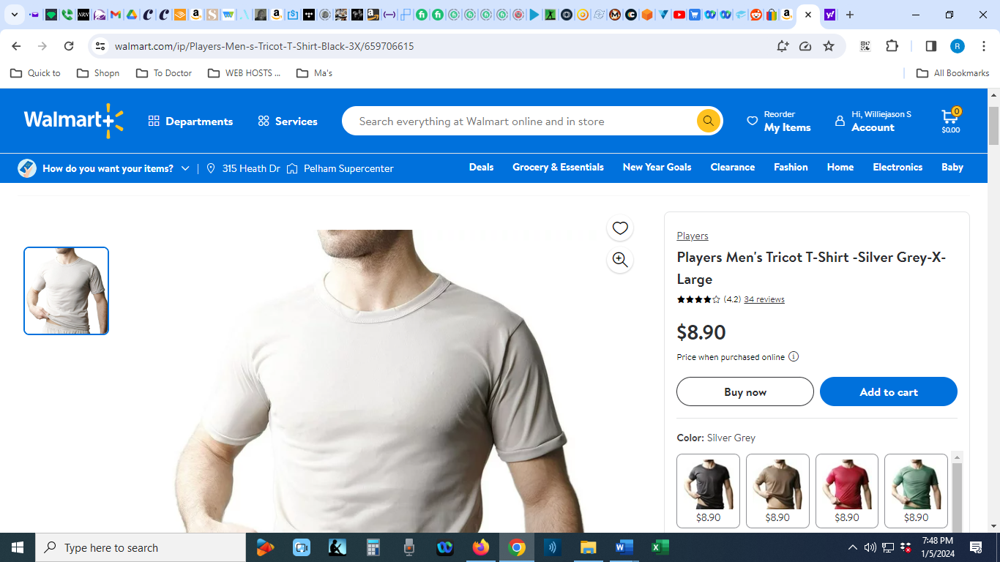 walmart.com/ip/Players-Men-s-Tricot-T-Shirt-Black-3X/659706615
R
Quick to
Shopn
To Doctor
WEB HOSTS ...
Ma's
All Bookmarks
Walmart+
Departments
Services
Search everything at Walmart online and in store
Reorder
My Items
Hi, Williejason S
Account
0
$0.00
How do you want your items?
315 Heath Dr
Pelham Supercenter
Deals
Grocery & Essentials
New Year Goals
Clearance
Fashion
Home
Electronics
Baby
Players
Players Men's Tricot T-Shirt -Silver Grey-X-
Large
(4.2) 34 reviews
$8.90
Price when purchased online
Buy now
Add to cart
Color: Silver Grey
$8.90
$8.90
$8.90
$8.90
Type here to search
7:48 PM
1/5/2024